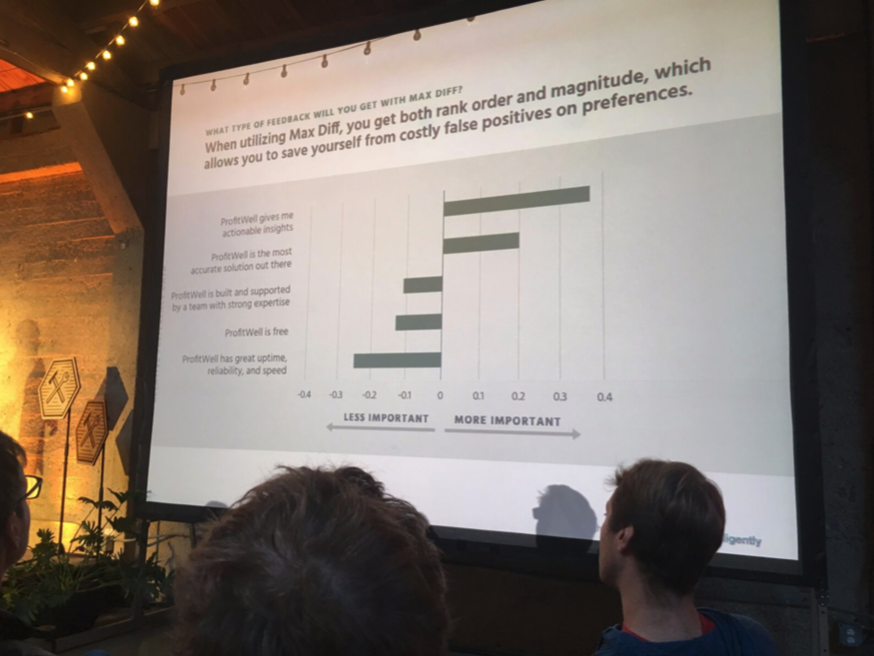 WHAT TYPE OF FEEDBACK WILL YOU GET WITH MAX DIFF?
When utilizing Max Diff, you get both rank order and magnitude, which
allows you to save yourself from costly false positives on preferences.
ProfitWell gives me
actionable insights
ProfitWell is the most
accurate solution out there
ProfitWell is built and supported
by a team with strong expertise
ProfitWell is free
ProfitWell has great uptime,
reliability, and speed
-0.4 -0.3 -0.2 -0.1 0 0.1 0.2 0.3 0.4
LESS IMPORTANT MORE IMPORTANT